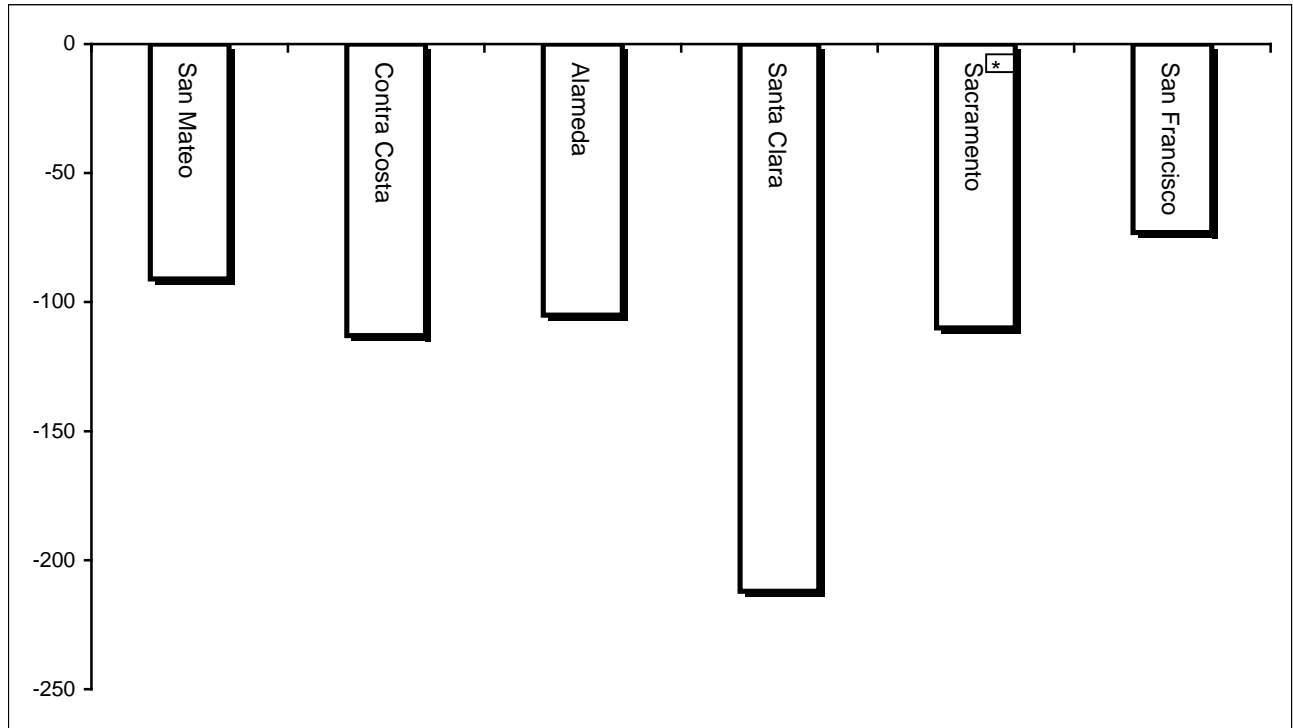 0
-50
-100
-150
-200
-250
San Mateo
Contra Costa
Alameda
Santa Clara
Sacramento
*
San Francisco